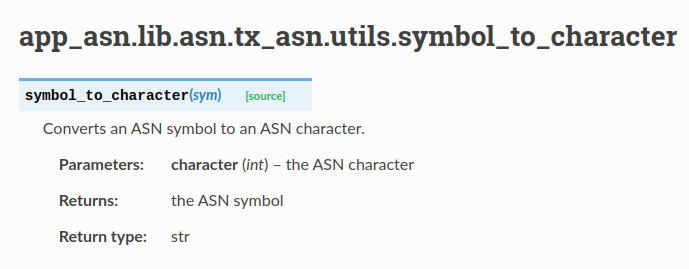 app_asn.lib.asn.tx_asn.utils.symbol_to_character
symbol_to_character(sym) [source]
Converts an ASN symbol to an ASN character.
Parameters: character (int) – the ASN character
Returns: the ASN symbol
Return type: str